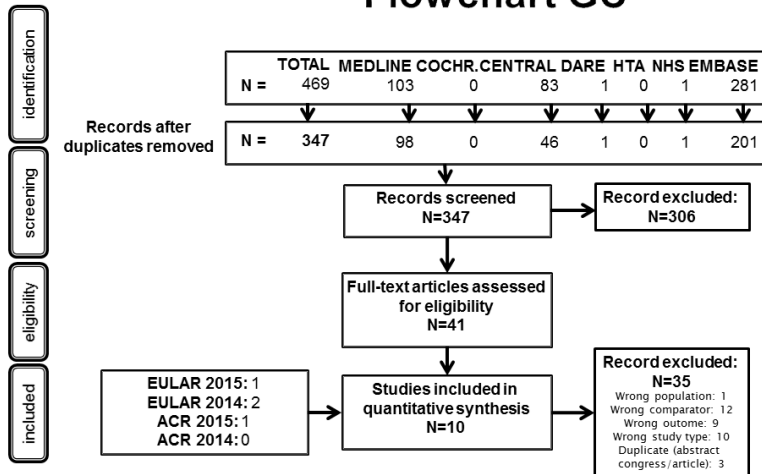 Flowchart GC
identification
TOTAL MEDLINE COCHR.CENTRAL DARE HTA NHS EMBASE
N = 469 103 0 83 1 0 1 281
Records after
duplicates removed
N = 347 98 0 46 1 0 1 201
screening
Records screened
N=347
Record excluded:
N=306
eligibility
Full-text articles assessed
for eligibility
N=41
included
EULAR 2015: 1
EULAR 2014: 2
ACR 2015: 1
ACR 2014: 0
Studies included in
quantitative synthesis
N=10
Record excluded:
N=35
Wrong population: 1
Wrong comparator: 12
Wrong outome: 9
Wrong study type: 10
Duplicate (abstract
congress/article): 3